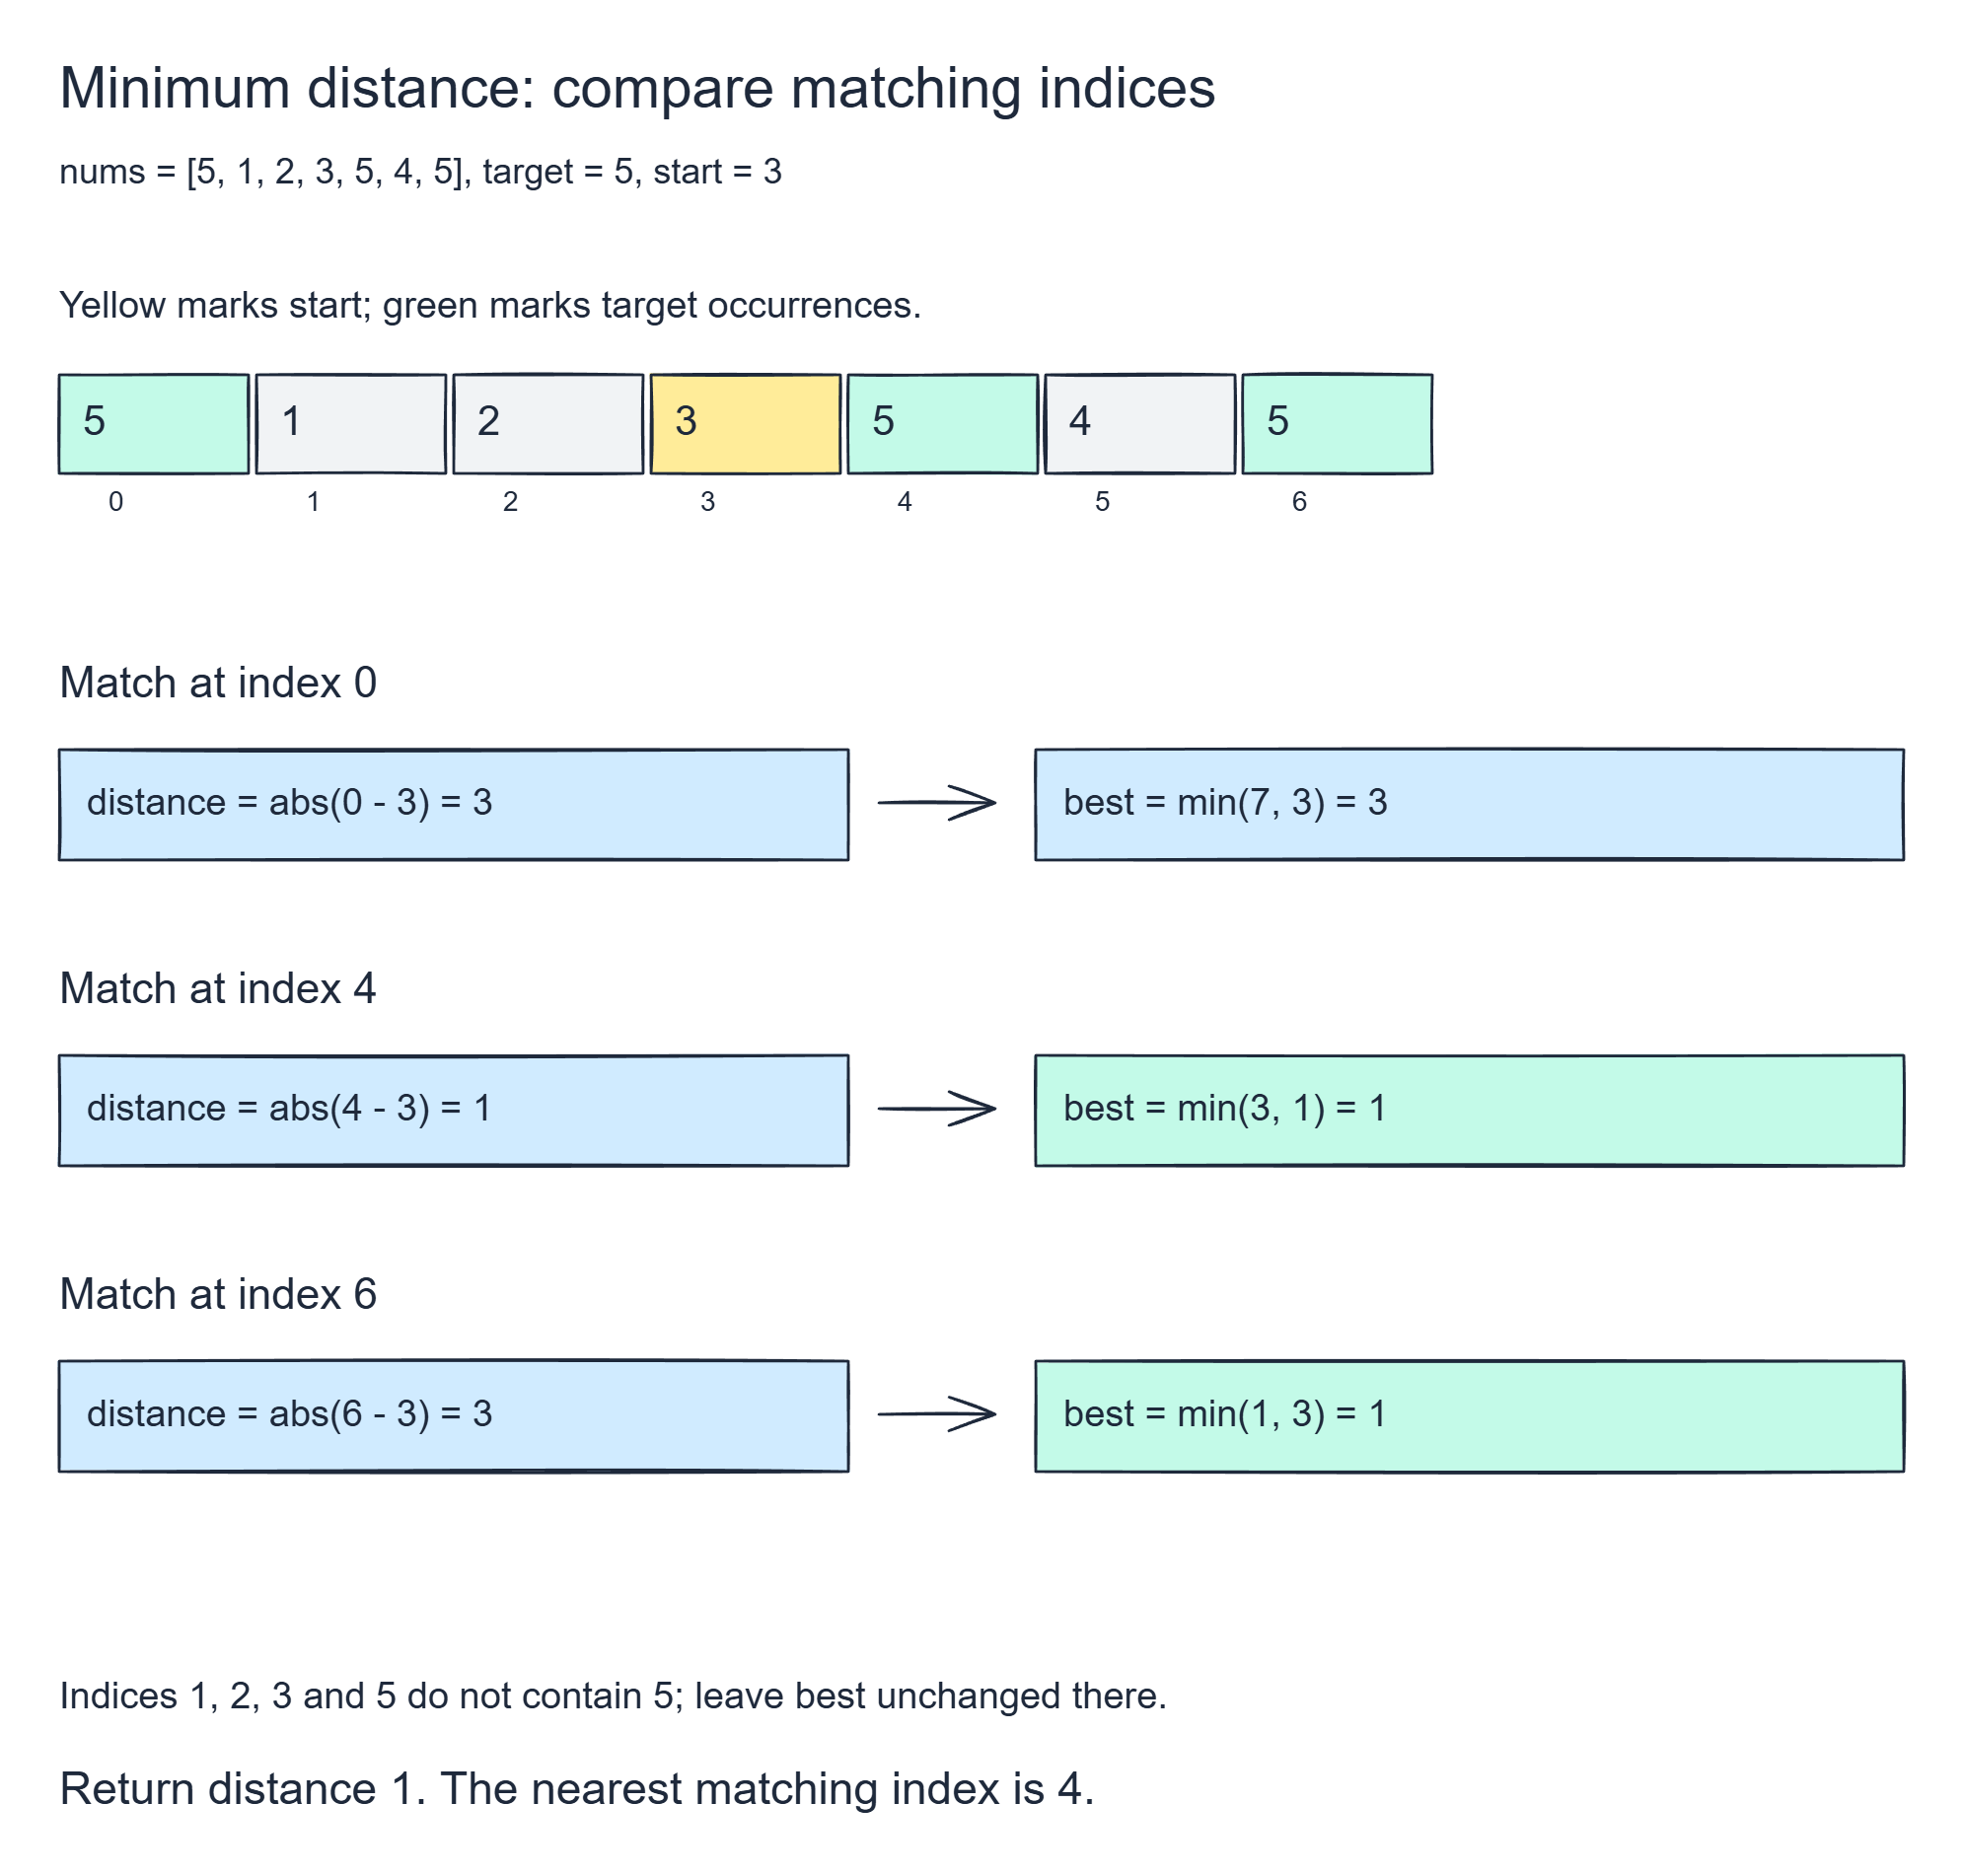 Minimum distance: compare matching indices
nums = [5, 1, 2, 3, 5, 4, 5], target = 5, start = 3
Yellow marks start; green marks target occurrences.
5 1 2 3 5 4 5
0 1 2 3 4 5 6
Match at index 0
distance = abs(0 - 3) = 3
best = min(7, 3) = 3
Match at index 4
distance = abs(4 - 3) = 1
best = min(3, 1) = 1
Match at index 6
distance = abs(6 - 3) = 3
best = min(1, 3) = 1
Indices 1, 2, 3 and 5 do not contain 5; leave best unchanged there.
Return distance 1. The nearest matching index is 4.